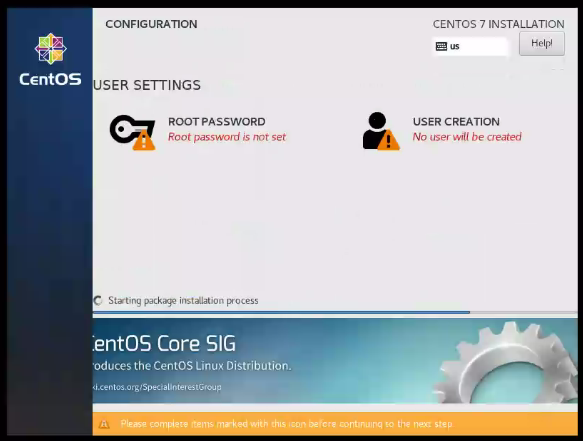 CONFIGURATION
CENTOS 7 INSTALLATION
us
Help!
CentOS
USER SETTINGS
ROOT PASSWORD
Root password is not set
USER CREATION
No user will be created
Starting package installation process
entOS Core SIG
oduces the CentOS Linux Distribution.
ki.centos.org/SpecialInterestGroup
Please complete items marked with this icon before continuing to the next step.